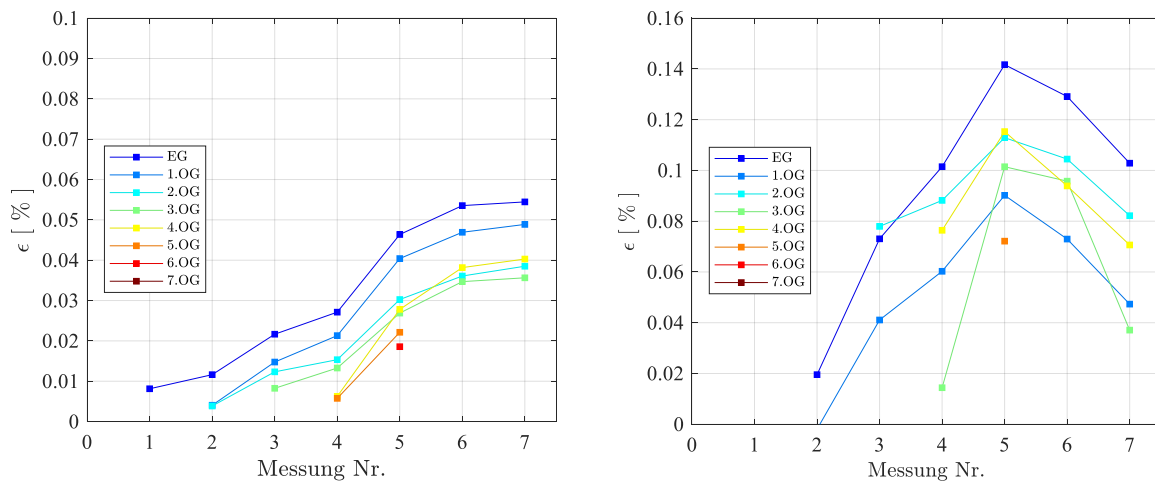 0.1
0.09
0.08
0.07
0.06
0.05
0.04
0.03
0.02
0.01
0
ϵ [ % ]
EG
1.OG
2.OG
3.OG
4.OG
5.OG
6.OG
7.OG
0 1 2 3 4 5 6 7
Messung Nr.
0.16
0.14
0.12
0.1
0.08
0.06
0.04
0.02
0
ϵ [ % ]
EG
1.OG
2.OG
3.OG
4.OG
5.OG
6.OG
7.OG
0 1 2 3 4 5 6 7
Messung Nr.